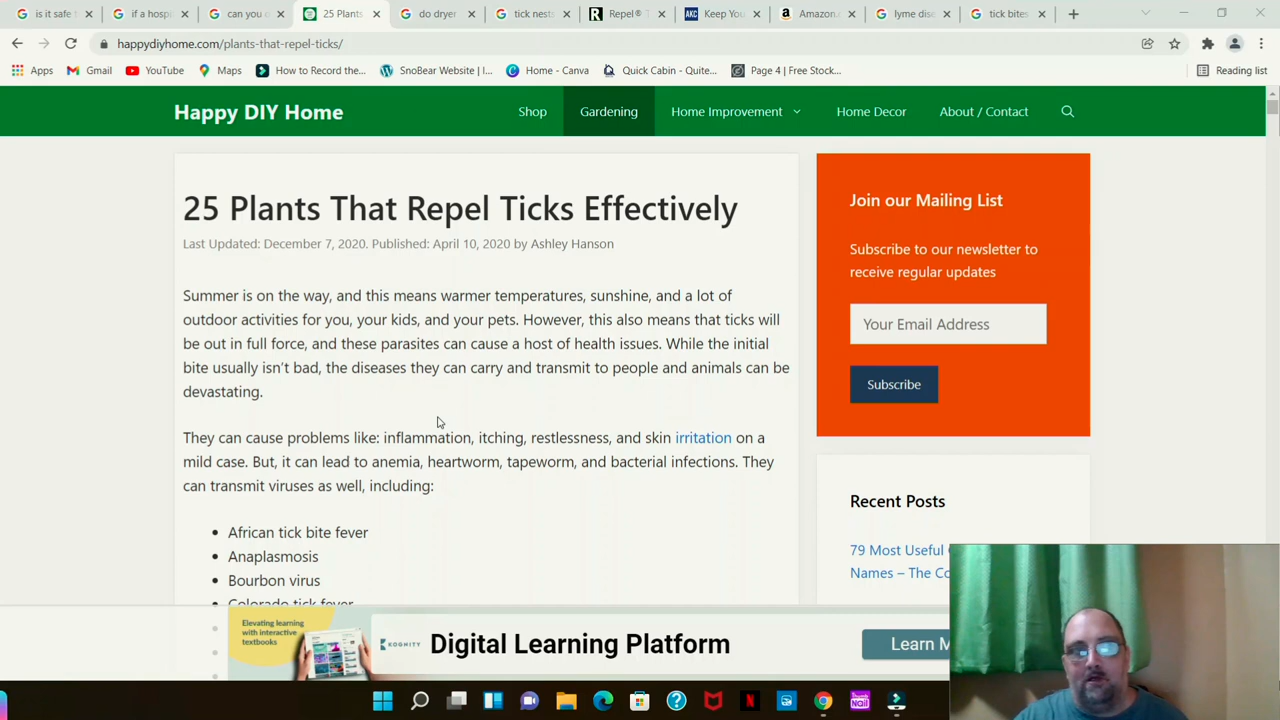 is it safe t
if a hospi
can you o
25 Plants
do dryer
tick nests
Repel® T
AKC
Keep You
Amazon.c
lyme dise
tick bites
happydiyhome.com/plants-that-repel-ticks/
Apps
Gmail
YouTube
Maps
How to Record the...
SnoBear Website | I...
Home - Canva
Quick Cabin - Quite...
Page 4 | Free Stock...
Reading list
Happy DIY Home
Shop
Gardening
Home Improvement
Home Decor
About / Contact
25 Plants That Repel Ticks Effectively
Last Updated: December 7, 2020. Published: April 10, 2020 by Ashley Hanson
Summer is on the way, and this means warmer temperatures, sunshine, and a lot of
outdoor activities for you, your kids, and your pets. However, this also means that ticks will
be out in full force, and these parasites can cause a host of health issues. While the initial
bite usually isn't bad, the diseases they can carry and transmit to people and animals can be
devastating.
They can cause problems like: inflammation, itching, restlessness, and skin irritation on a
mild case. But, it can lead to anemia, heartworm, tapeworm, and bacterial infections. They
can transmit viruses as well, including:
African tick bite fever
Anaplasmosis
Bourbon virus
Colorado tick fever
Join our Mailing List
Subscribe to our newsletter to
receive regular updates
Your Email Address
Subscribe
Recent Posts
79 Most Useful
Names – The Co
Elevating learning
with interactive
textbooks
KOGNITY
Digital Learning Platform
Learn M